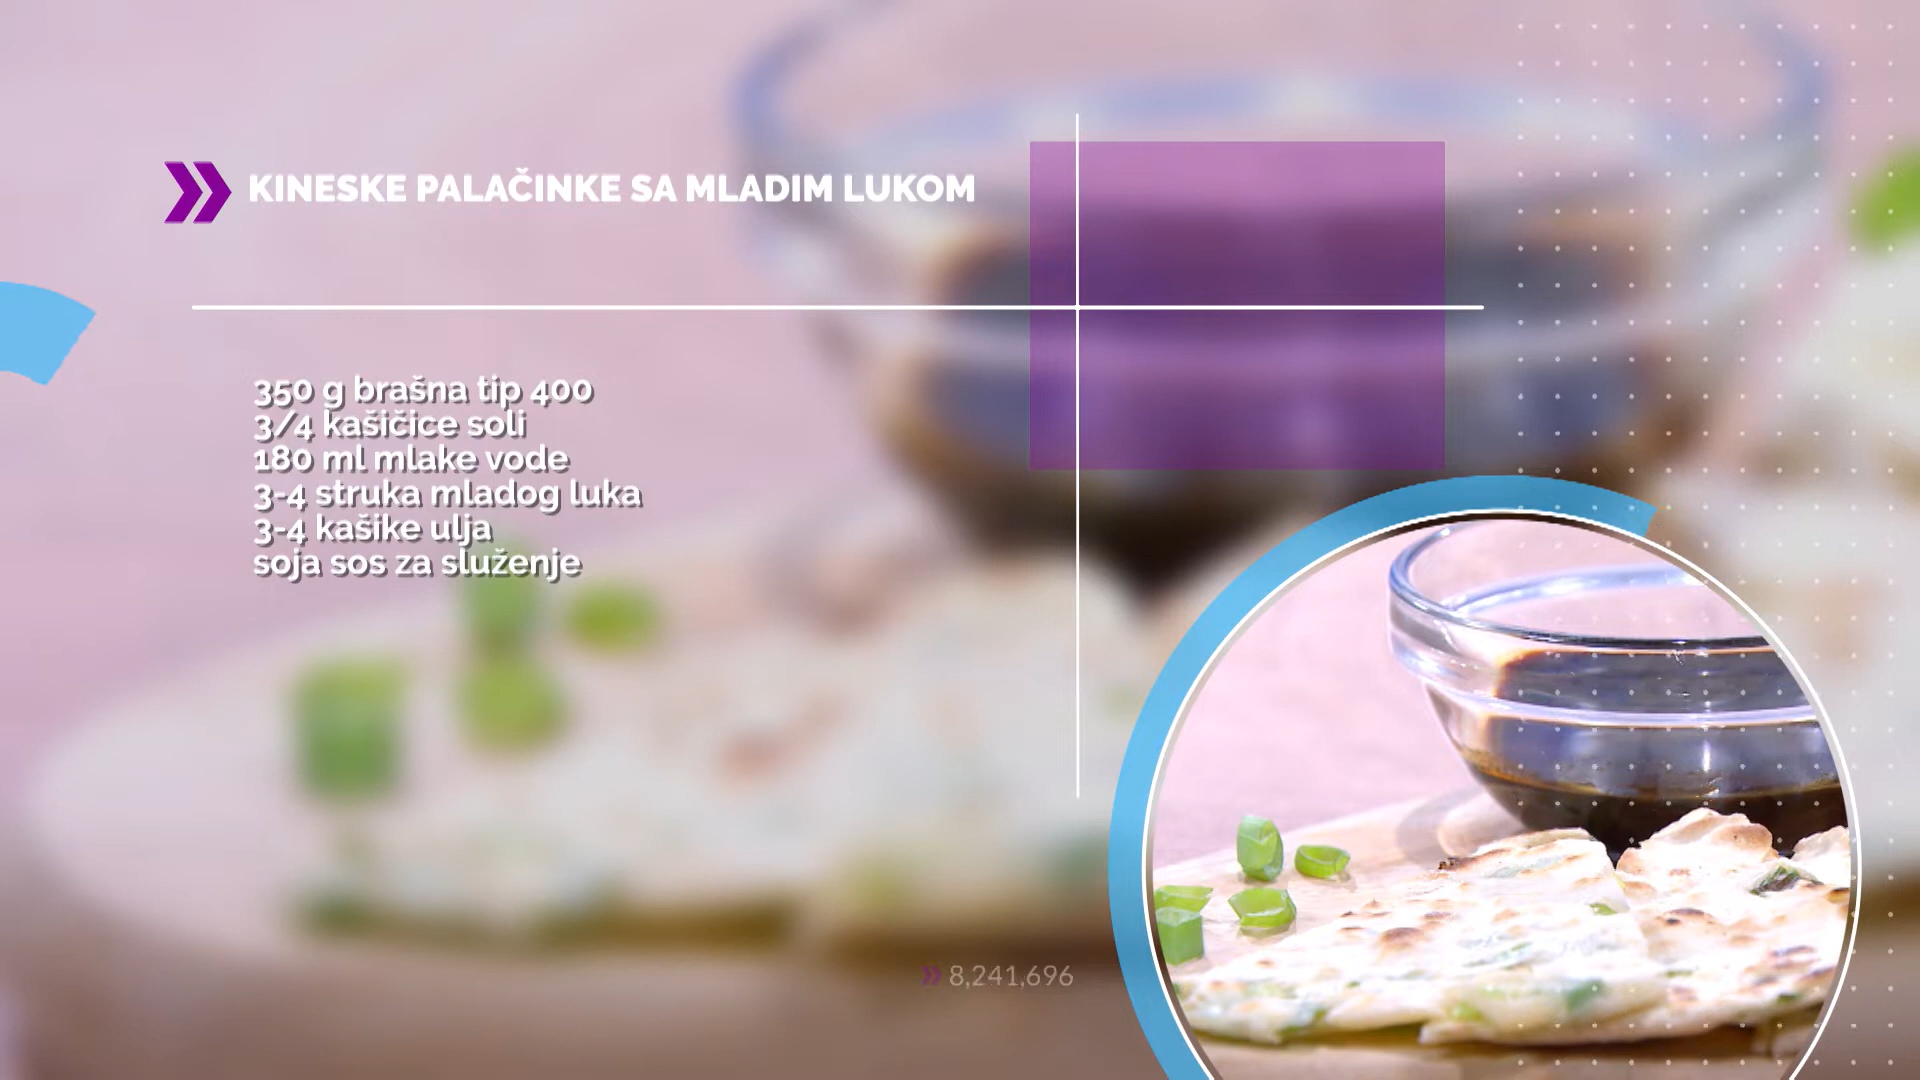 KINESKE PALAČINKE SA MLADIM LUKOM
350 g brašna tip 400
3/4 kašičice soli
180 ml mlake vode
3-4 struka mladog luka
3-4 kašike ulja
soja sos za služenje
8,241,696